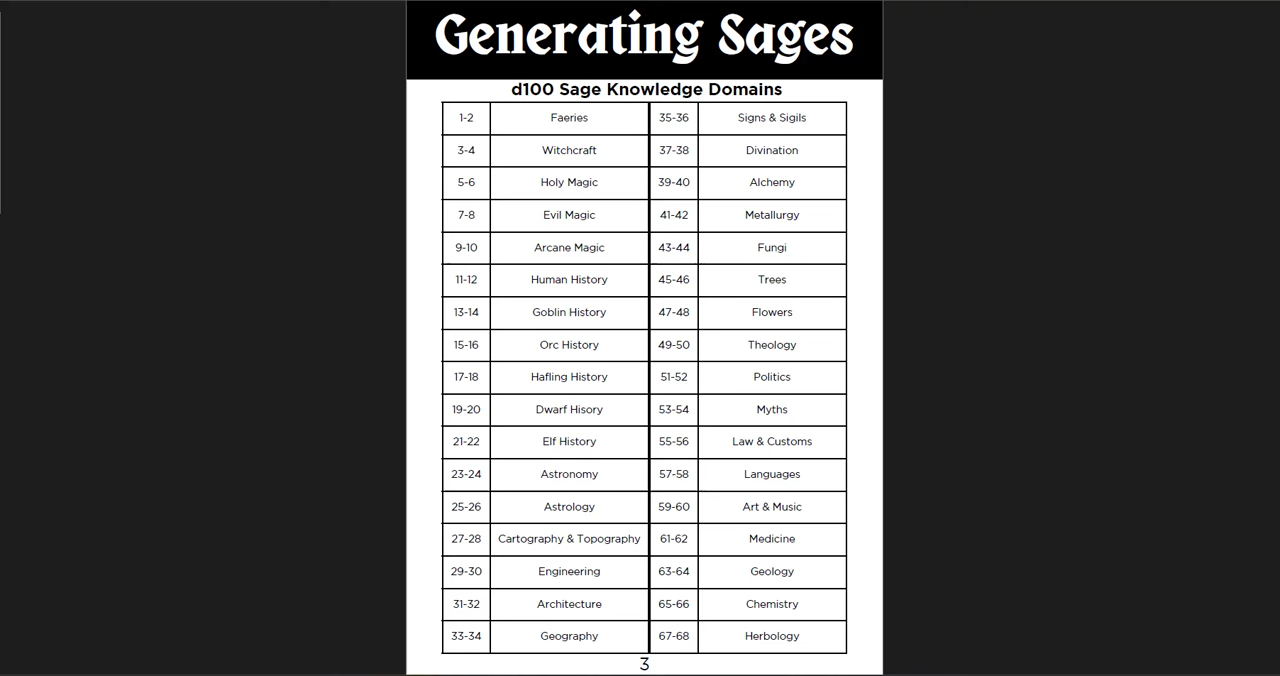 Generating Sages
d100 Sage Knowledge Domains
1-2 Faeries 35-36 Signs & Sigils
3-4 Witchcraft 37-38 Divination
5-6 Holy Magic 39-40 Alchemy
7-8 Evil Magic 41-42 Metallurgy
9-10 Arcane Magic 43-44 Fungi
11-12 Human History 45-46 Trees
13-14 Goblin History 47-48 Flowers
15-16 Orc History 49-50 Theology
17-18 Hafling History 51-52 Politics
19-20 Dwarf Hisory 53-54 Myths
21-22 Elf History 55-56 Law & Customs
23-24 Astronomy 57-58 Languages
25-26 Astrology 59-60 Art & Music
27-28 Cartography & Topography 61-62 Medicine
29-30 Engineering 63-64 Geology
31-32 Architecture 65-66 Chemistry
33-34 Geography 67-68 Herbology
3